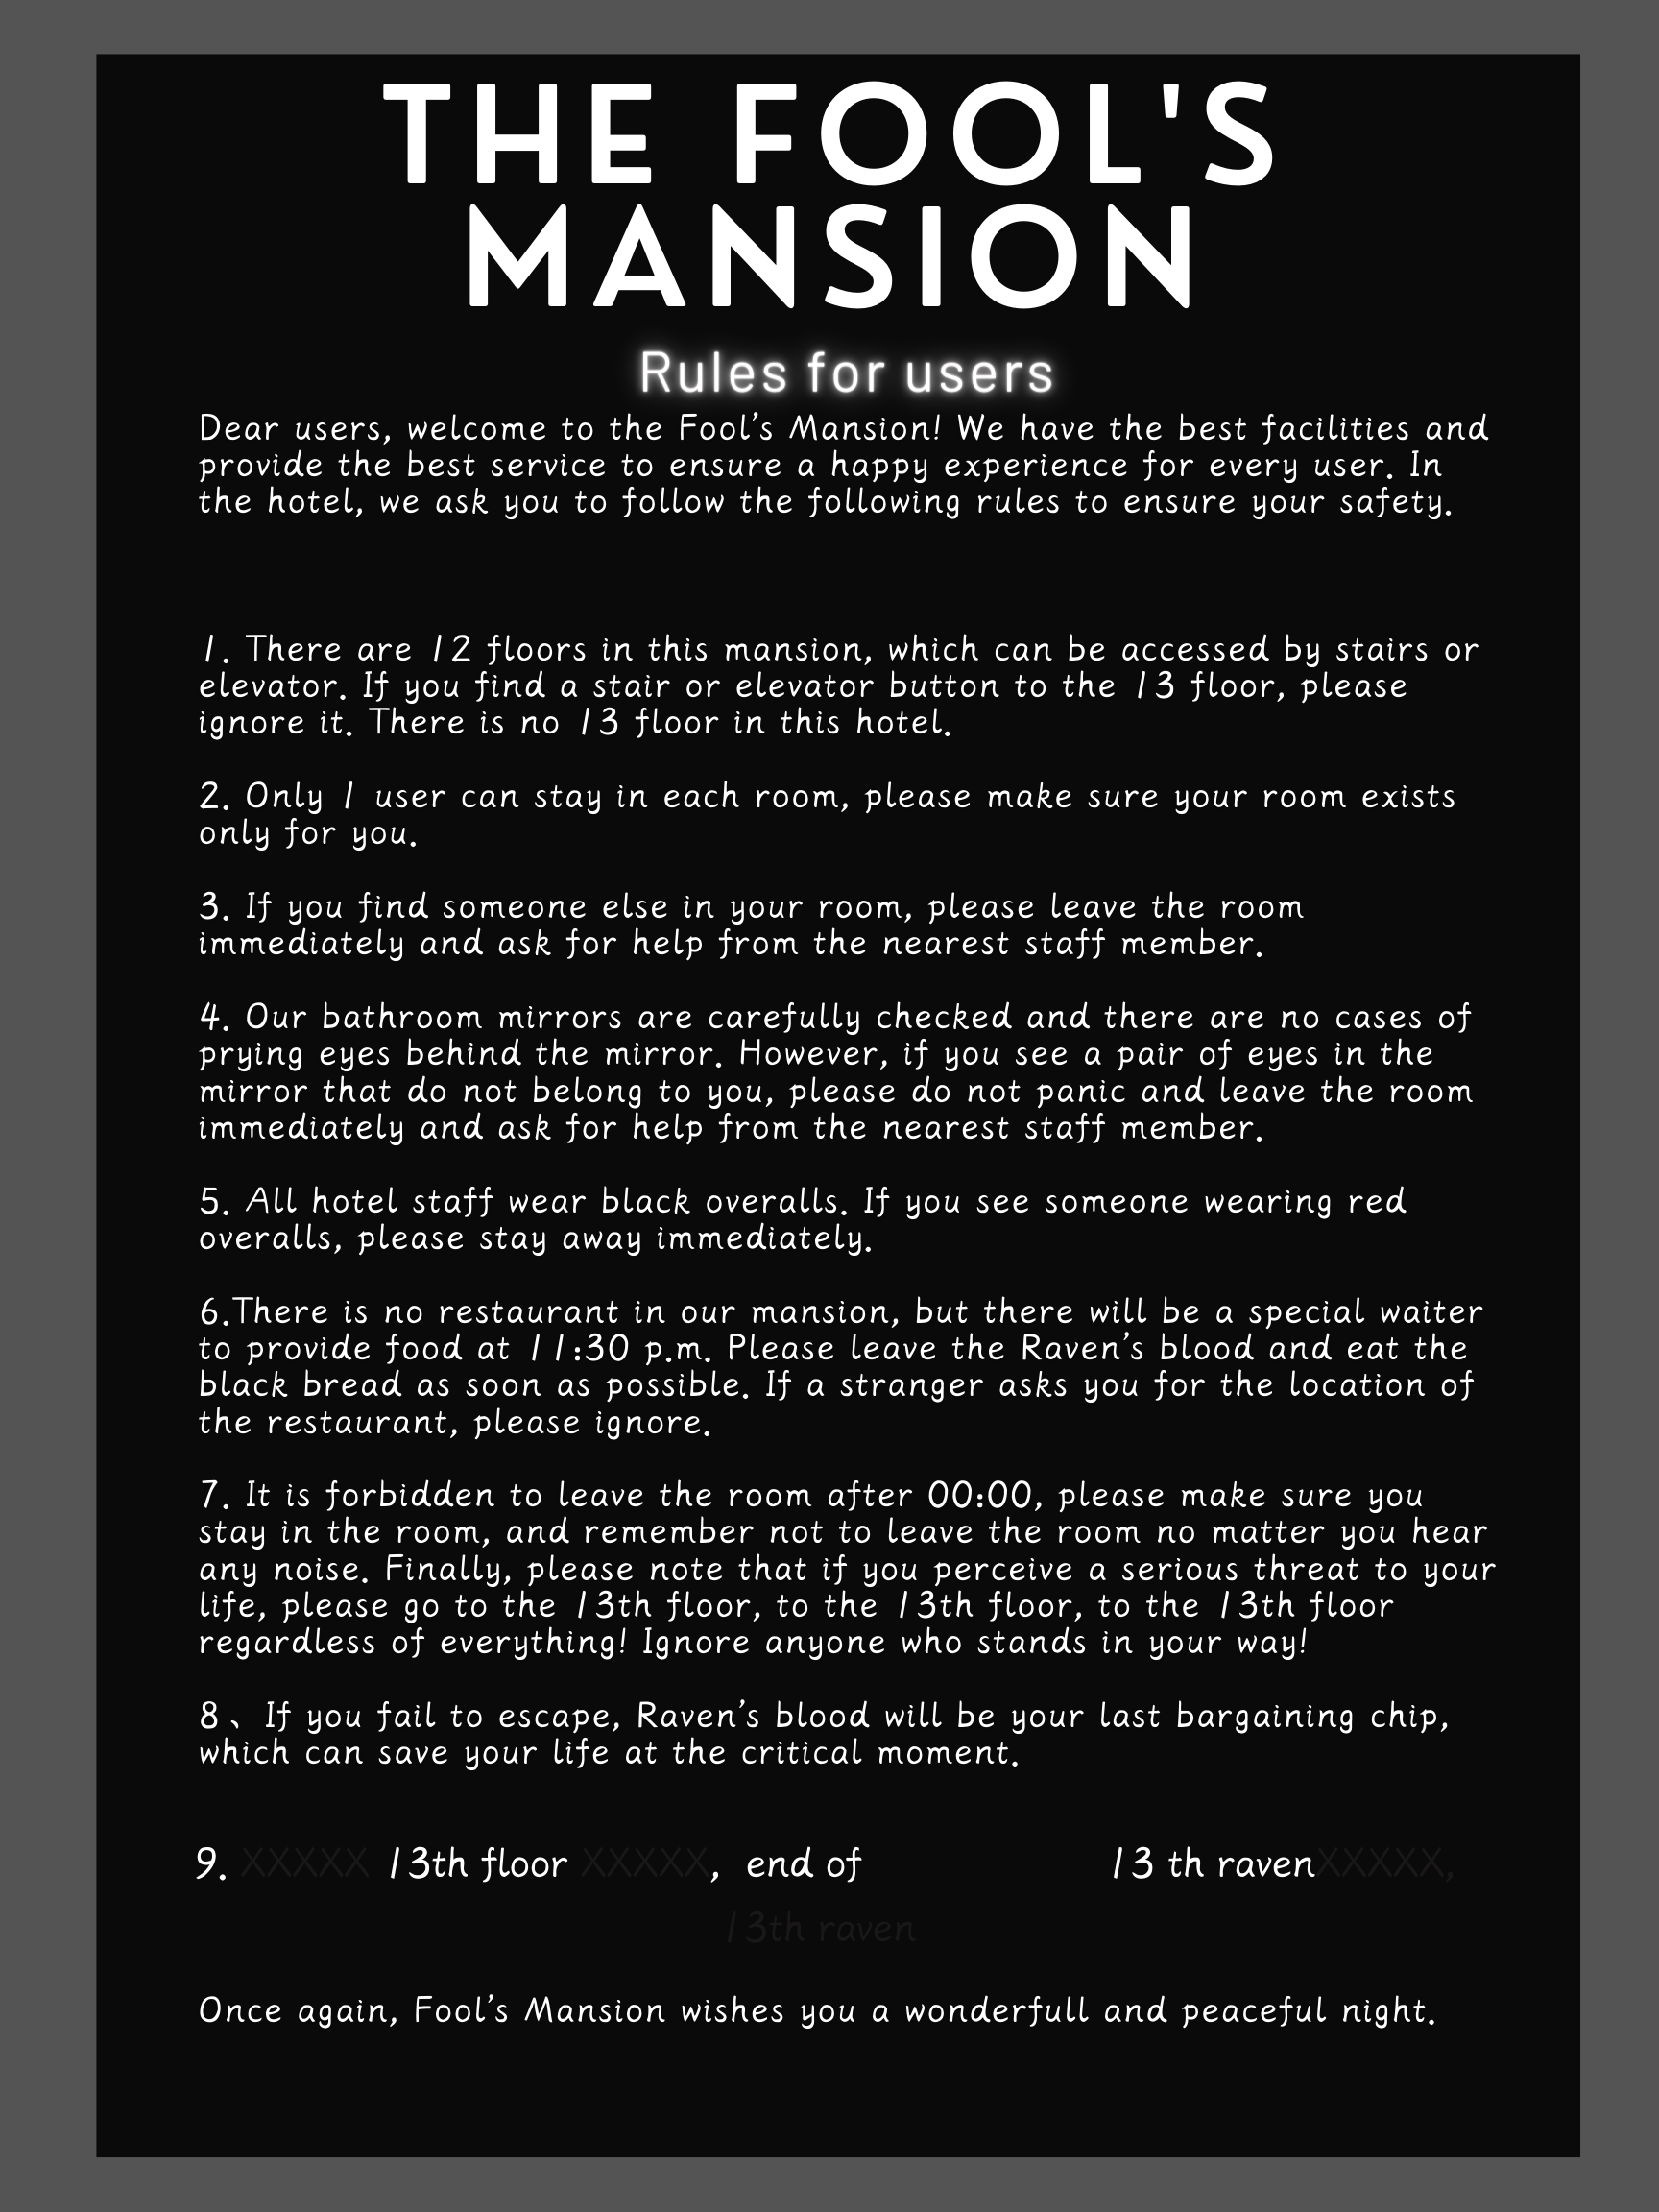 THE FOOL'S
MANSION
Rules for users
Dear users, welcome to the Fool's Mansion! We have the best facilities and
provide the best service to ensure a happy experience for every user. In
the hotel, we ask you to follow the following rules to ensure your safety.
1. There are 12 floors in this mansion, which can be accessed by stairs or
elevator. If you find a stair or elevator button to the 13 floor, please
ignore it. There is no 13 floor in this hotel.
2. Only 1 user can stay in each room, please make sure your room exists
only for you.
3. If you find someone else in your room, please leave the room
immediately and ask for help from the nearest staff member.
4. Our bathroom mirrors are carefully checked and there are no cases of
prying eyes behind the mirror. However, if you see a pair of eyes in the
mirror that do not belong to you, please do not panic and leave the room
immediately and ask for help from the nearest staff member.
5. All hotel staff wear black overalls. If you see someone wearing red
overalls, please stay away immediately.
6.There is no restaurant in our mansion, but there will be a special waiter
to provide food at 11:30 p.m. Please leave the Raven's blood and eat the
black bread as soon as possible. If a stranger asks you for the location of
the restaurant, please ignore.
7. It is forbidden to leave the room after 00:00, please make sure you
stay in the room, and remember not to leave the room no matter you hear
any noise. Finally, please note that if you perceive a serious threat to your
life, please go to the 13th floor, to the 13th floor, to the 13th floor
regardless of everything! Ignore anyone who stands in your way!
8、If you fail to escape, Raven's blood will be your last bargaining chip,
which can save your life at the critical moment.
9. XXXXX 13th floor XXXXX, end of 13 th ravenXXXXX,
13th raven
Once again, Fool's Mansion wishes you a wonderfull and peaceful night.